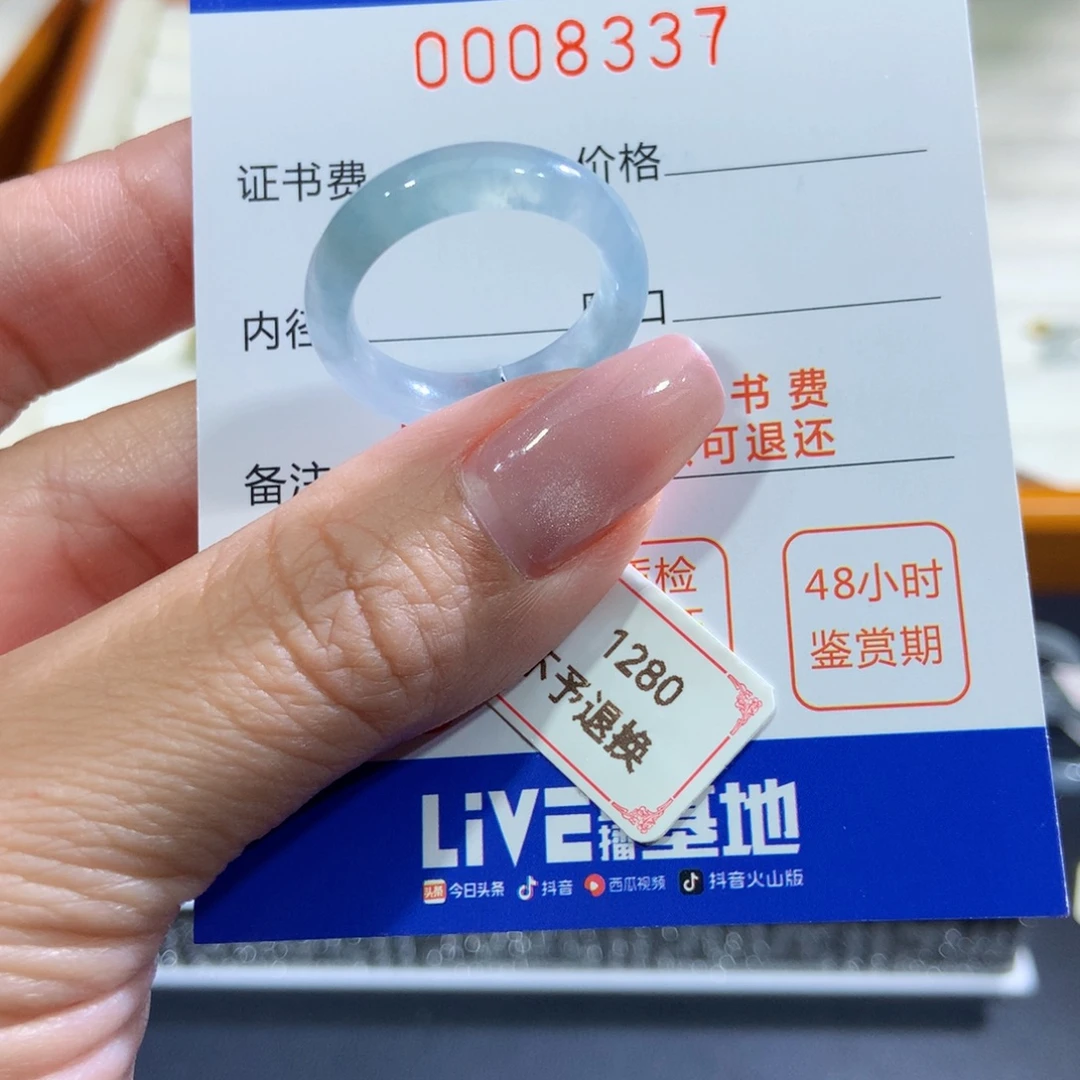 0008337
证书费
价格
内径
口
备注
书费
可退还
质检
48小时
鉴赏期
1280
不予退换
LiVE 播基地
今日头条 抖音 西瓜视频 抖音火山版